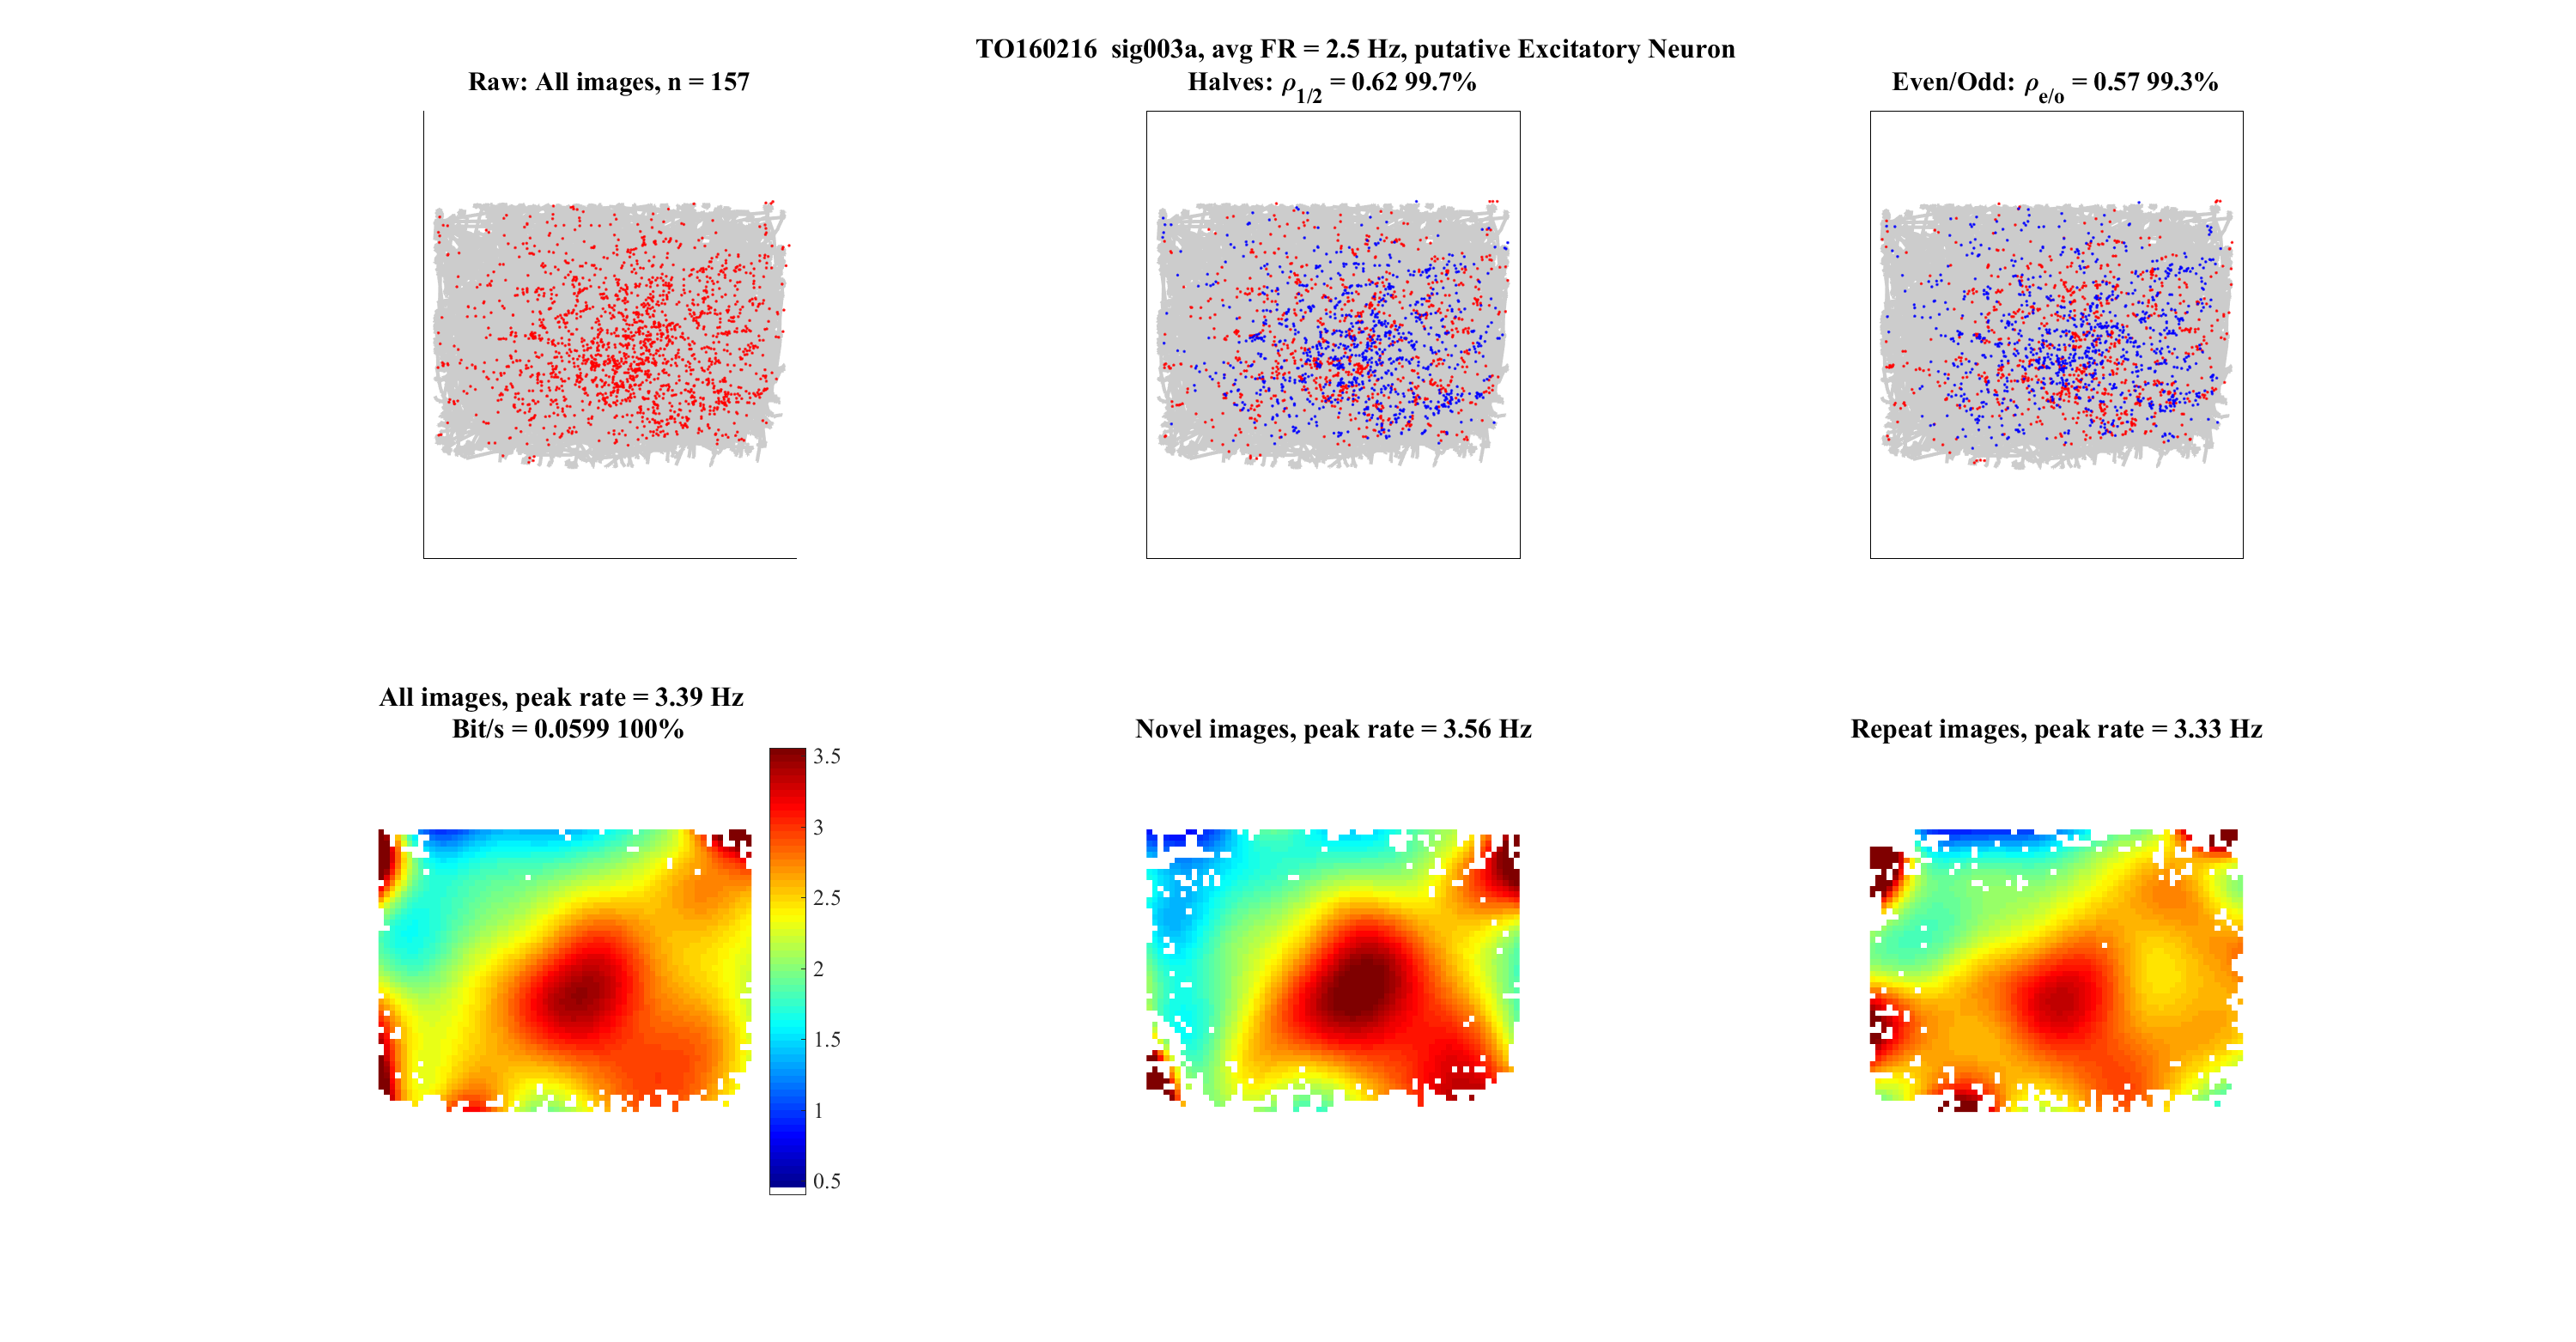 TO160216 sig003a, avg FR = 2.5 Hz, putative Excitatory Neuron
Raw: All images, n = 157
Halves: ρ1/2 = 0.62 99.7%
Even/Odd: ρe/o = 0.57 99.3%
All images, peak rate = 3.39 Hz
Bit/s = 0.0599 100%
Novel images, peak rate = 3.56 Hz
Repeat images, peak rate = 3.33 Hz
3.5
3
2.5
2
1.5
1
0.5